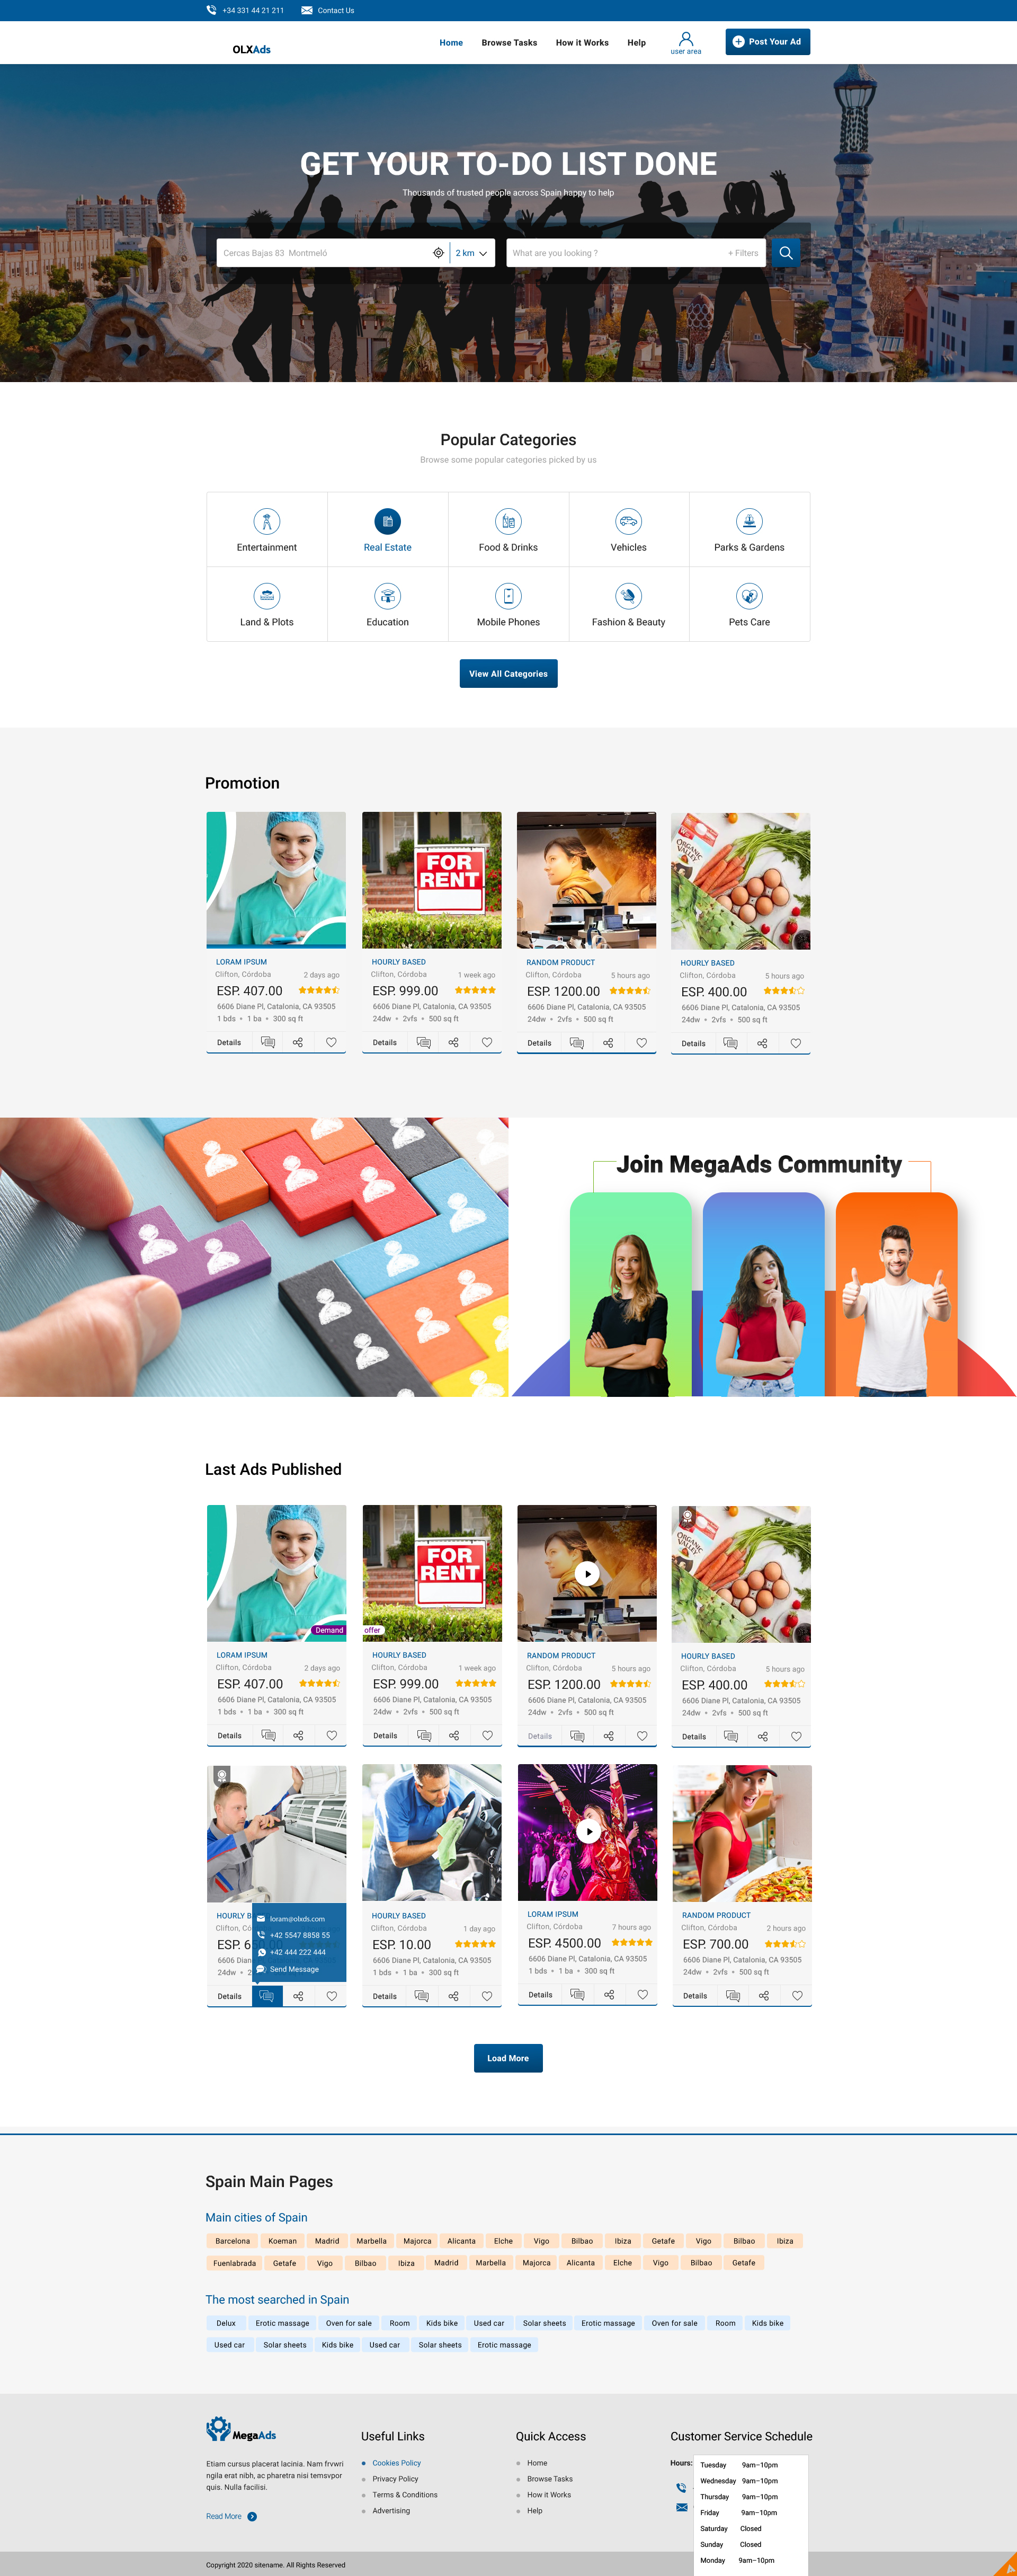 +34 331 44 21 211
Contact Us
OLXAds
Home
Browse Tasks
How it Works
Help
user area
Post Your Ad
GET YOUR TO-DO LIST DONE
Thousands of trusted people across Spain happy to help
Cercas Bajas 83 Montmeló
2 km
What are you looking ?
+ Filters
Popular Categories
Browse some popular categories picked by us
Entertainment
Real Estate
Food & Drinks
Vehicles
Parks & Gardens
Land & Plots
Education
Mobile Phones
Fashion & Beauty
Pets Care
View All Categories
Promotion
LORAM IPSUM
Clifton, Córdoba
2 days ago
ESP. 407.00
6606 Diane Pl, Catalonia, CA 93505
1 bds • 1 ba • 300 sq ft
Details
FOR
RENT
HOURLY BASED
Clifton, Córdoba
1 week ago
ESP. 999.00
6606 Diane Pl, Catalonia, CA 93505
24dw • 2vfs • 500 sq ft
Details
RANDOM PRODUCT
Clifton, Córdoba
5 hours ago
ESP. 1200.00
6606 Diane Pl, Catalonia, CA 93505
24dw • 2vfs • 500 sq ft
Details
ORGANIC
VALLEY
HOURLY BASED
Clifton, Córdoba
5 hours ago
ESP. 400.00
6606 Diane Pl, Catalonia, CA 93505
24dw • 2vfs • 500 sq ft
Details
Join MegaAds Community
Last Ads Published
Demand
LORAM IPSUM
Clifton, Córdoba
2 days ago
ESP. 407.00
6606 Diane Pl, Catalonia, CA 93505
1 bds • 1 ba • 300 sq ft
Details
FOR
RENT
offer
HOURLY BASED
Clifton, Córdoba
1 week ago
ESP. 999.00
6606 Diane Pl, Catalonia, CA 93505
24dw • 2vfs • 500 sq ft
Details
RANDOM PRODUCT
Clifton, Córdoba
5 hours ago
ESP. 1200.00
6606 Diane Pl, Catalonia, CA 93505
24dw • 2vfs • 500 sq ft
Details
ORGANIC
VALLEY
HOURLY BASED
Clifton, Córdoba
5 hours ago
ESP. 400.00
6606 Diane Pl, Catalonia, CA 93505
24dw • 2vfs • 500 sq ft
Details
HOURLY B
Clifton, Có
ESP. 6
6606 Dian
24dw • 2
loram@olxds.com
+42 5547 8858 55
+42 444 222 444
Send Message
Details
HOURLY BASED
Clifton, Córdoba
1 day ago
ESP. 10.00
6606 Diane Pl, Catalonia, CA 93505
1 bds • 1 ba • 300 sq ft
Details
LORAM IPSUM
Clifton, Córdoba
7 hours ago
ESP. 4500.00
6606 Diane Pl, Catalonia, CA 93505
1 bds • 1 ba • 300 sq ft
Details
RANDOM PRODUCT
Clifton, Córdoba
2 hours ago
ESP. 700.00
6606 Diane Pl, Catalonia, CA 93505
24dw • 2vfs • 500 sq ft
Details
Load More
Spain Main Pages
Main cities of Spain
Barcelona Koeman Madrid Marbella Majorca Alicanta Elche Vigo Bilbao Ibiza Getafe Vigo Bilbao Ibiza
Fuenlabrada Getafe Vigo Bilbao Ibiza Madrid Marbella Majorca Alicanta Elche Vigo Bilbao Getafe
The most searched in Spain
Delux Erotic massage Oven for sale Room Kids bike Used car Solar sheets Erotic massage Oven for sale Room Kids bike
Used car Solar sheets Kids bike Used car Solar sheets Erotic massage
MegaAds
Etiam cursus placerat lacinia. Nam frvwri
ngila erat nibh, ac pharetra nisi temsvpor
quis. Nulla facilisi.
Read More
Useful Links
Cookies Policy
Privacy Policy
Terms & Conditions
Advertising
Quick Access
Home
Browse Tasks
How it Works
Help
Customer Service Schedule
Hours:
Tuesday 9am–10pm
Wednesday 9am–10pm
Thursday 9am–10pm
Friday 9am–10pm
Saturday Closed
Sunday Closed
Monday 9am–10pm
Copyright 2020 sitename. All Rights Reserved